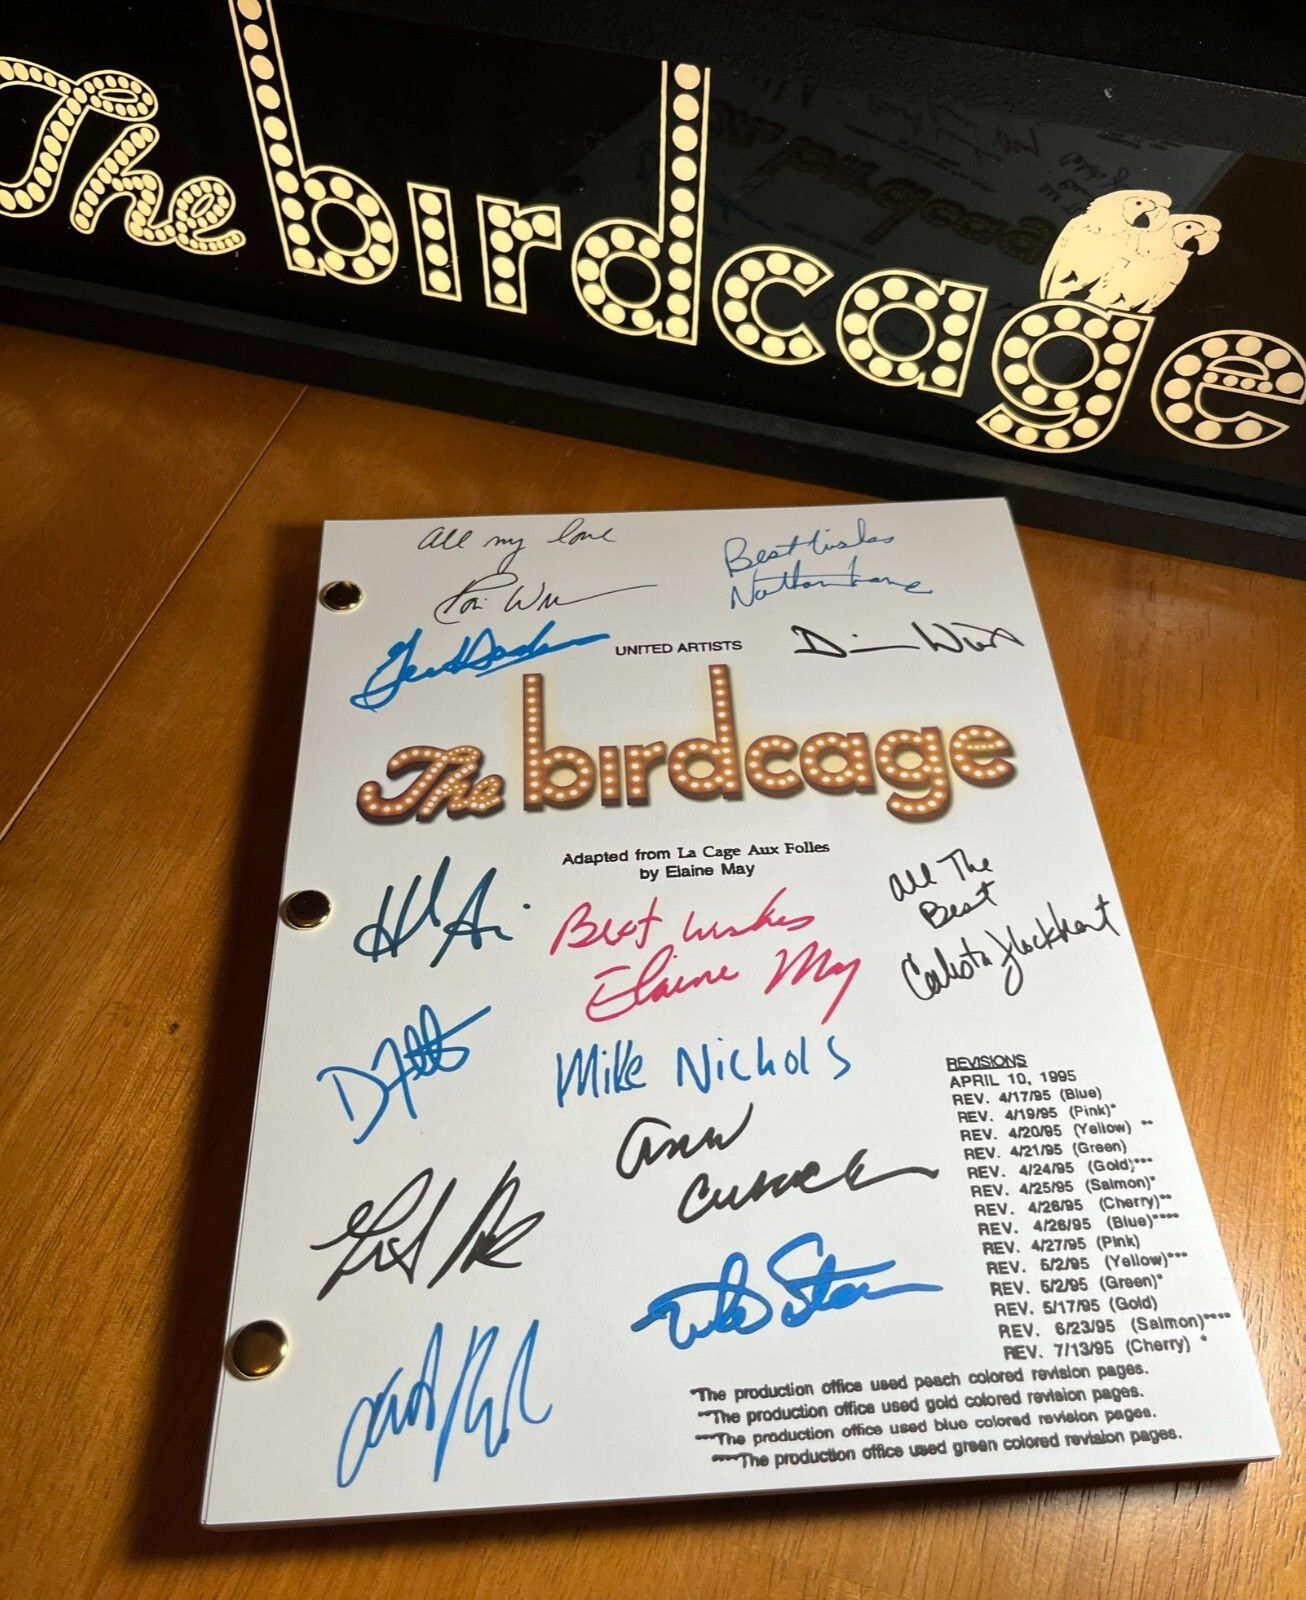 The birdcage
All my love
Best Wishes
Nathan Lane
UNITED ARTISTS
Dianne Wiest
The birdcage
Adapted from La Cage Aux Folles
by Elaine May
All The
Best
Calista Flockhart
Best wishes
Elaine May
Mike Nichols
Ann
Cusack
REVISIONS
APRIL 10, 1995
REV. 4/17/95 (Blue)
REV. 4/19/95 (Pink)*
REV. 4/20/95 (Yellow) **
REV. 4/21/95 (Green)
REV. 4/24/95 (Gold)***
REV. 4/25/95 (Salmon)*
REV. 4/26/95 (Cherry)**
REV. 4/26/95 (Blue)****
REV. 4/27/95 (Pink)
REV. 5/2/95 (Yellow)***
REV. 5/2/95 (Green)*
REV. 5/17/95 (Gold)
REV. 6/23/95 (Salmon)****
REV. 7/13/95 (Cherry) *
*The production office used peach colored revision pages.
**The production office used gold colored revision pages.
***The production office used blue colored revision pages.
****The production office used green colored revision pages.